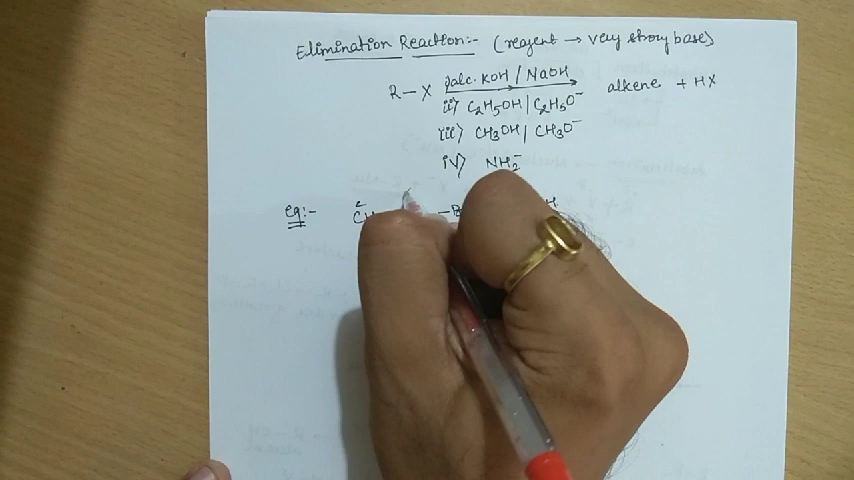 Elimination Reaction:- (reagent → very strong base)
R – X i) alc. KOH / NaOH alkene + HX
ii) C₂H₅OH / C₂H₅O⁻
iii) CH₃OH / CH₃O⁻
iv) NH₂⁻
eg:-